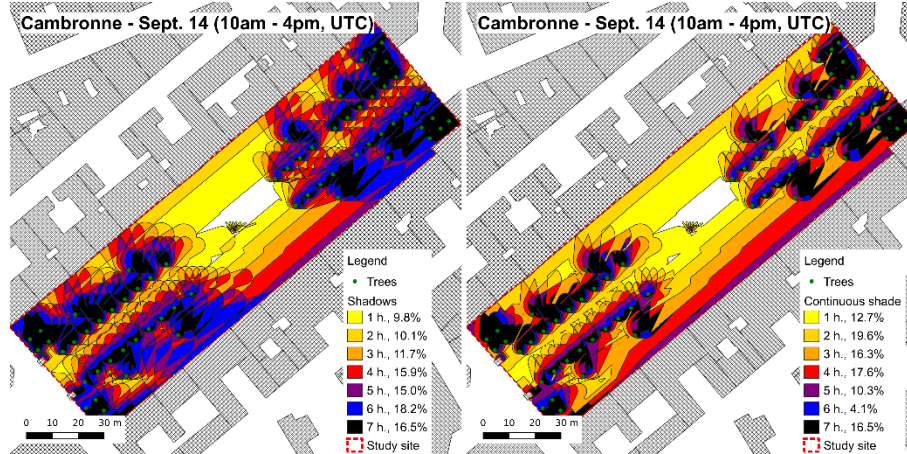 Cambronne - Sept. 14 (10am - 4pm, UTC)
Legend
Trees
Shadows
1 h., 9.8%
2 h., 10.1%
3 h., 11.7%
4 h., 15.9%
5 h., 15.0%
6 h., 18.2%
7 h., 16.5%
Study site
0 10 20 30 m
Cambronne - Sept. 14 (10am - 4pm, UTC)
Legend
Trees
Continuous shade
1 h., 12.7%
2 h., 19.6%
3 h., 16.3%
4 h., 17.6%
5 h., 10.3%
6 h., 4.1%
7 h., 16.5%
Study site
0 10 20 30 m